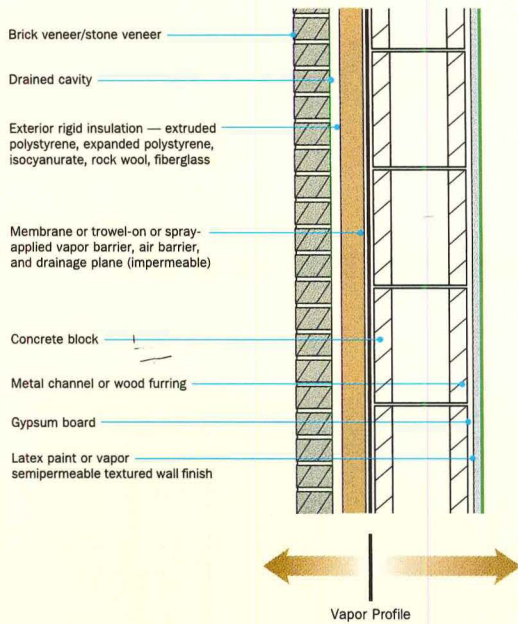 Brick veneer/stone veneer
Drained cavity
Exterior rigid insulation — extruded
polystyrene, expanded polystyrene,
isocyanurate, rock wool, fiberglass
Membrane or trowel-on or spray-
applied vapor barrier, air barrier,
and drainage plane (impermeable)
Concrete block
Metal channel or wood furring
Gypsum board
Latex paint or vapor
semipermeable textured wall finish
Vapor Profile